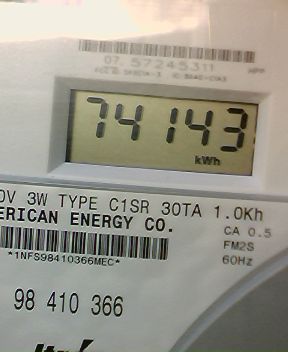 07 57245311
74143
kWh
0V 3W TYPE C1SR 30TA 1.0Kh
ERICAN ENERGY CO.
CA 0.5
FM2S
*1NFS98410366MEC*
60Hz
98 410 366